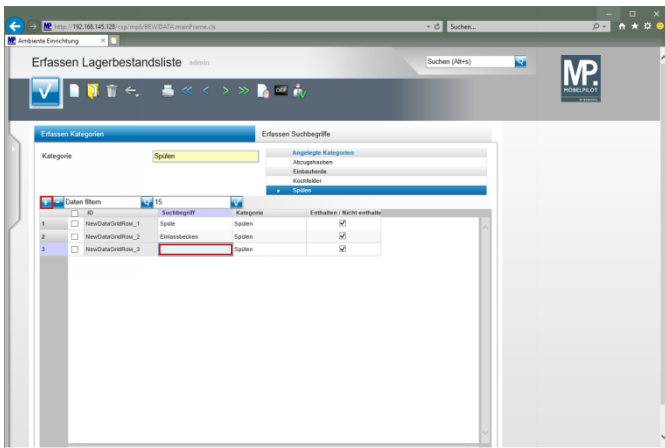 http://192.168.145.128/csp/mpli/BEWIDATA.mainFrame.cls
Suchen...
MP Ambiente Einrichtung
Erfassen Lagerbestandsliste admin
Suchen (Alt+s)
MP.
MÖBELPILOT
Erfassen Kategorien
Erfassen Suchbegriffe
Kategorie
Spülen
Angelegte Kategorien
Abzugshauben
Einbauherde
Kochfelder
Spülen
Daten filtern
15
ID Suchbegriff Kategorie Enthalten / Nicht enthalte
1 NewDataGridRow_1 Spüle Spülen
2 NewDataGridRow_2 Einlassbecken Spülen
3 NewDataGridRow_3 Spülen